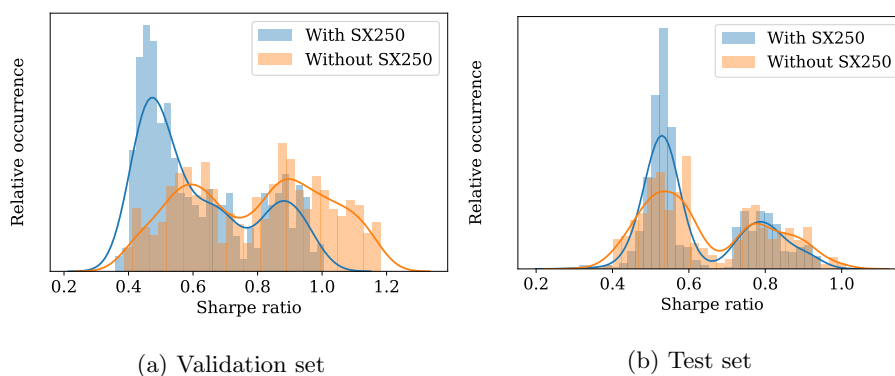 With SX250
Without SX250
Relative occurrence
0.2 0.4 0.6 0.8 1.0 1.2
Sharpe ratio
(a) Validation set
With SX250
Without SX250
Relative occurrence
0.2 0.4 0.6 0.8 1.0
Sharpe ratio
(b) Test set